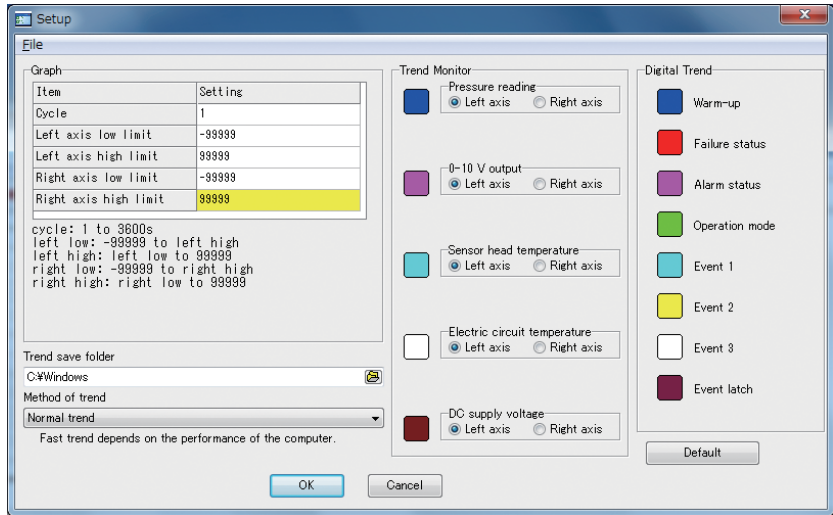 Setup
File
Graph
Item Setting
Cycle 1
Left axis low limit -99999
Left axis high limit 99999
Right axis low limit -99999
Right axis high limit 99999
cycle: 1 to 3600s
left low: -99999 to left high
left high: left low to 99999
right low: -99999 to right high
right high: right low to 99999
Trend save folder
C:¥Windows
Method of trend
Normal trend
Fast trend depends on the performance of the computer.
Trend Monitor
Pressure reading
Left axis Right axis
0-10 V output
Left axis Right axis
Sensor head temperature
Left axis Right axis
Electric circuit temperature
Left axis Right axis
DC supply voltage
Left axis Right axis
Digital Trend
Warm-up
Failure status
Alarm status
Operation mode
Event 1
Event 2
Event 3
Event latch
Default
OK Cancel